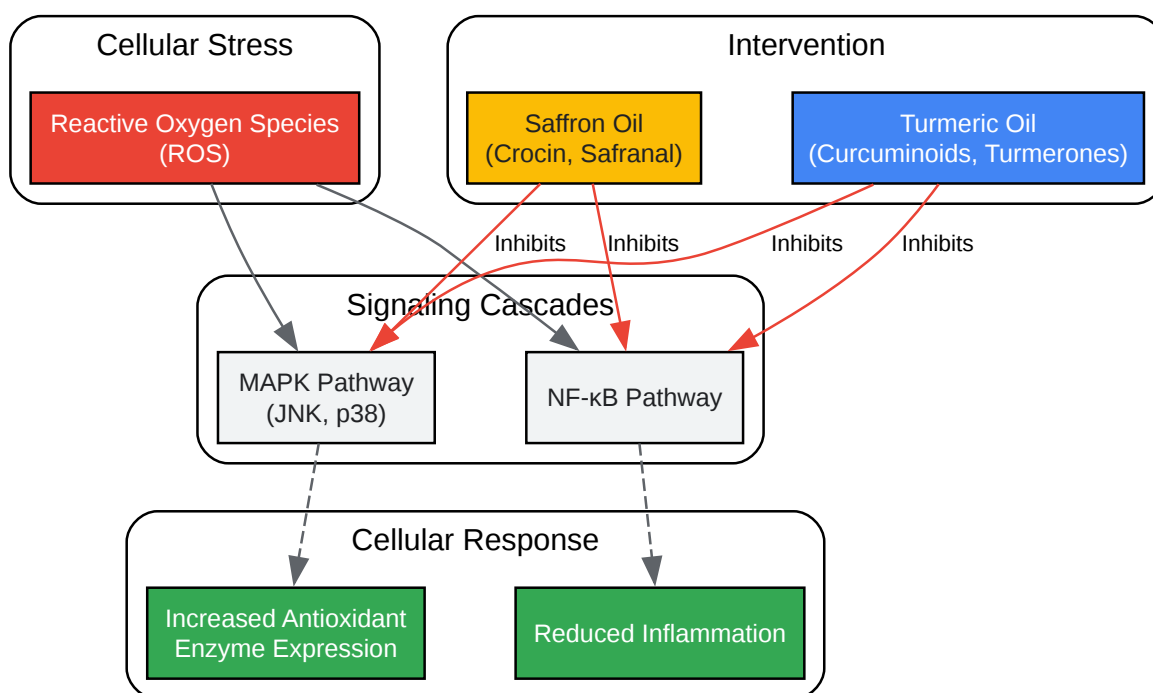 Cellular Stress
Intervention
Reactive Oxygen Species
(ROS)
Saffron Oil
(Crocin, Safranal)
Turmeric Oil
(Curcuminoids, Turmerones)
Inhibits
Inhibits
Inhibits
Inhibits
Signaling Cascades
MAPK Pathway
(JNK, p38)
NF-κB Pathway
Cellular Response
Increased Antioxidant
Enzyme Expression
Reduced Inflammation